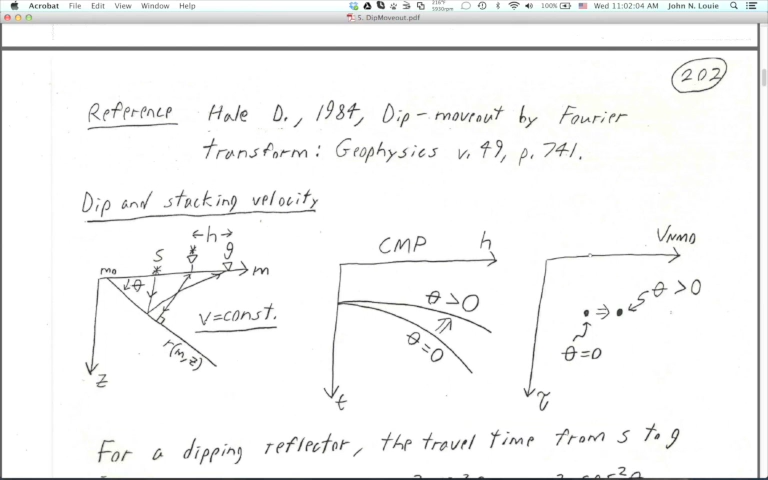 Acrobat File Edit View Window Help 100% Wed 11:02:04 AM John N. Louie
5. DipMoveout.pdf
202
Reference Hale D., 1984, Dip-moveout by Fourier
transform: Geophysics v. 49, p. 741.
Dip and stacking velocity
←h→
s g
m0 m
θ
v=const.
r(m,z)
z
CMP h
θ>0
⇒
θ=0
t
VNMO
⇒ θ>0
θ=0
τ
For a dipping reflector, the travel time from s to g